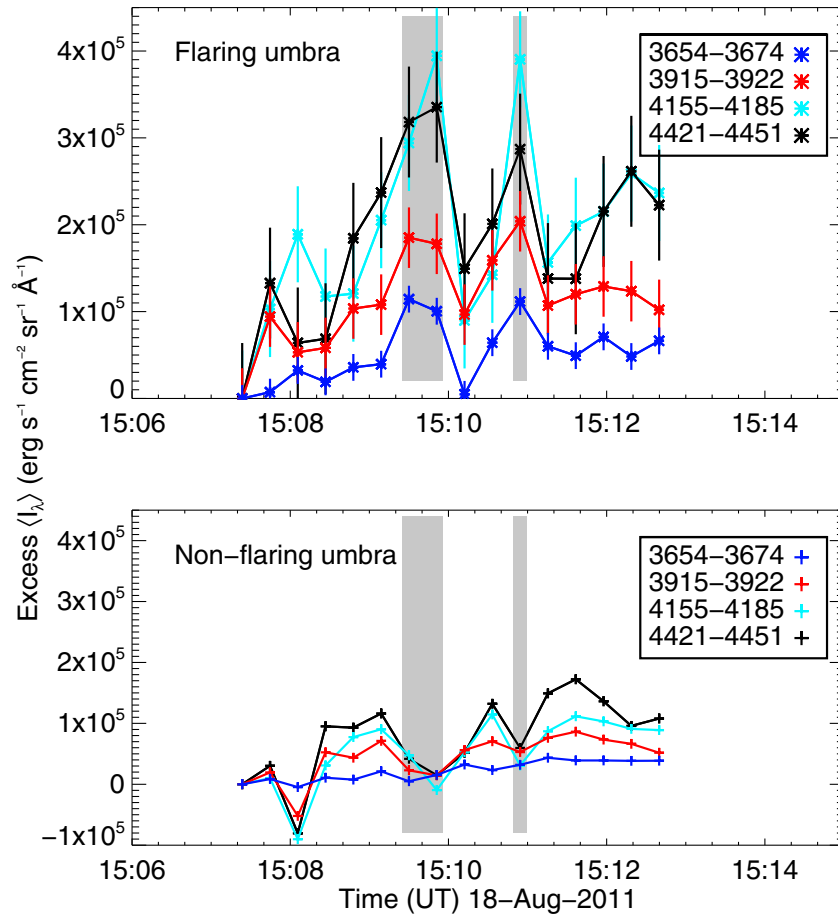 Excess ⟨I_λ⟩ (erg s⁻¹ cm⁻² sr⁻¹ Å⁻¹)
Flaring umbra
3654−3674
3915−3922
4155−4185
4421−4451
4x10⁵
3x10⁵
2x10⁵
1x10⁵
0
15:06 15:08 15:10 15:12 15:14
Non−flaring umbra
3654−3674
3915−3922
4155−4185
4421−4451
4x10⁵
3x10⁵
2x10⁵
1x10⁵
0
−1x10⁵
15:06 15:08 15:10 15:12 15:14
Time (UT) 18−Aug−2011